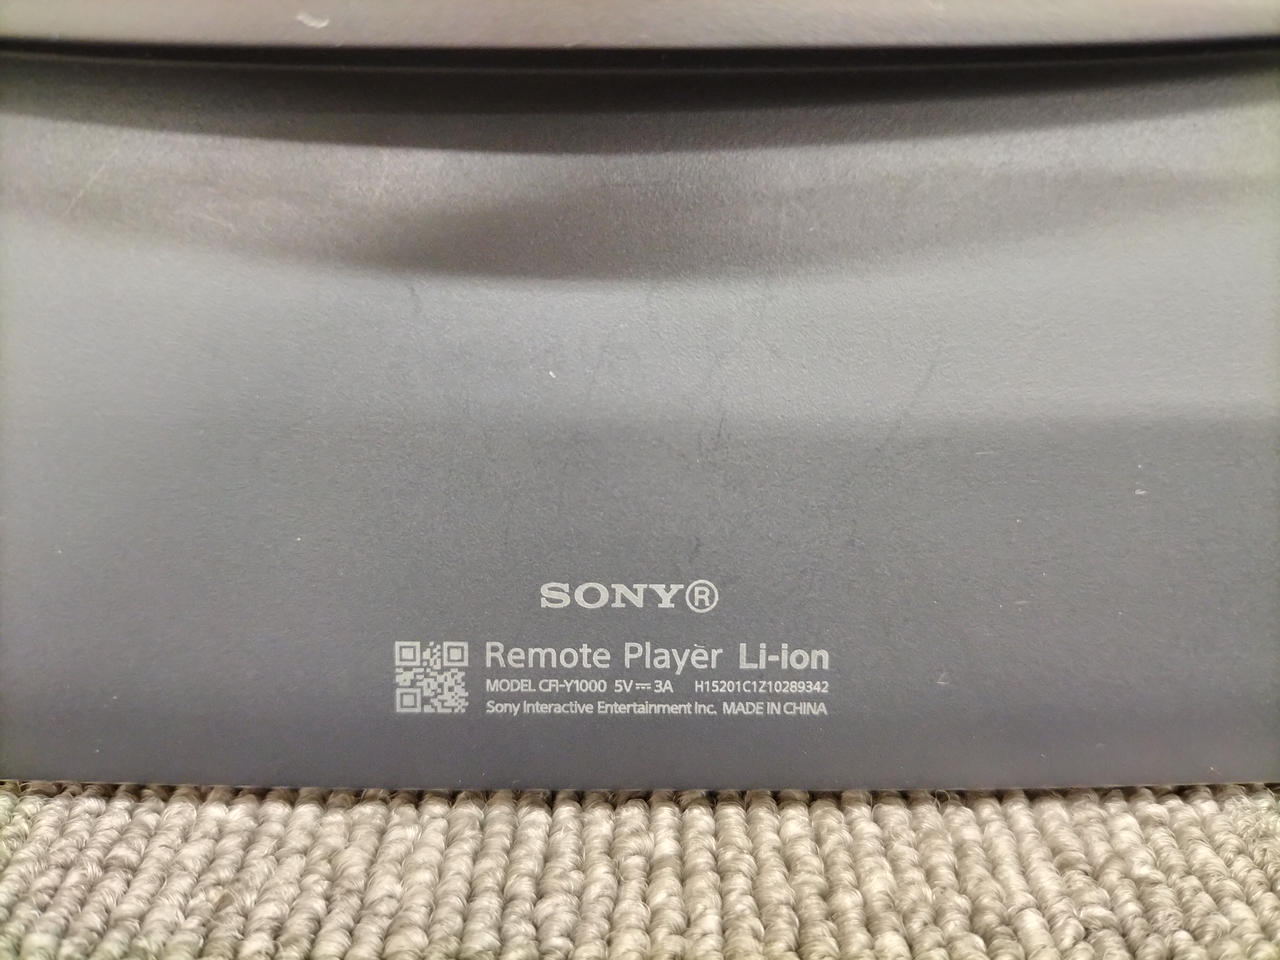 SONY®
Remote Player Li-ion
MODEL CFI-Y1000 5V⎓3A H15201C1Z10289342
Sony Interactive Entertainment Inc. MADE IN CHINA